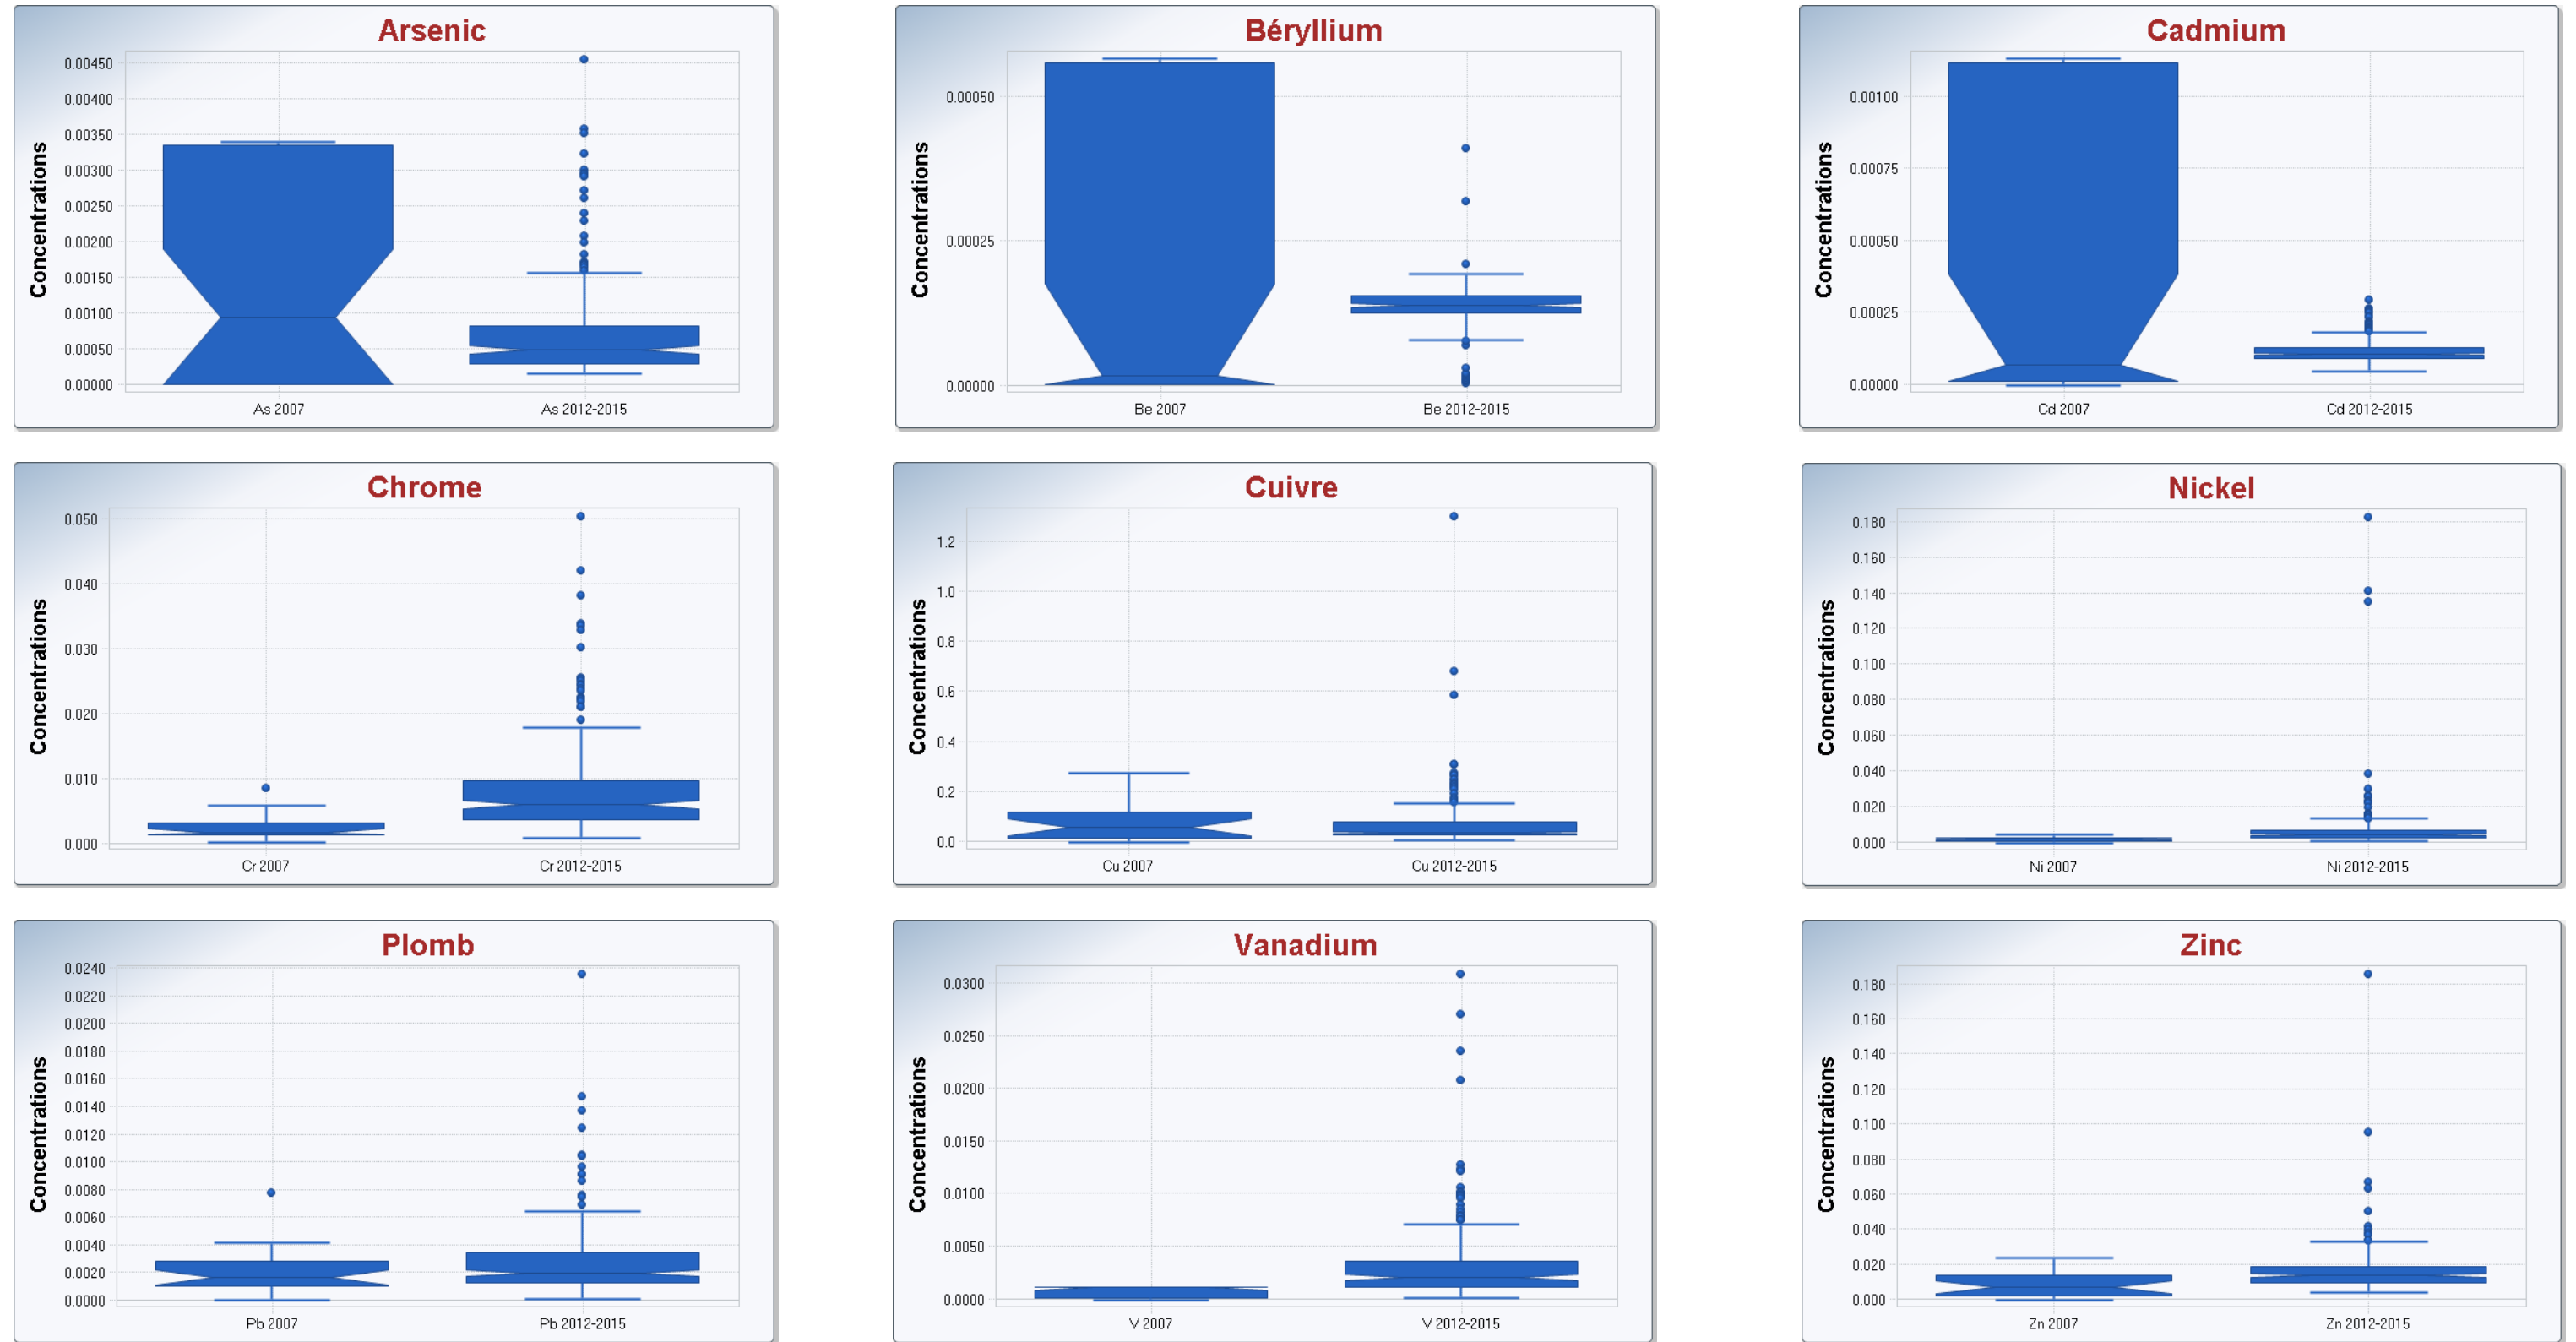 Arsenic
Concentrations
0.00450
0.00400
0.00350
0.00300
0.00250
0.00200
0.00150
0.00100
0.00050
0.00000
As 2007 As 2012-2015
Béryllium
Concentrations
0.00050
0.00025
0.00000
Be 2007 Be 2012-2015
Cadmium
Concentrations
0.00100
0.00075
0.00050
0.00025
0.00000
Cd 2007 Cd 2012-2015
Chrome
Concentrations
0.050
0.040
0.030
0.020
0.010
0.000
Cr 2007 Cr 2012-2015
Cuivre
Concentrations
1.2
1.0
0.8
0.6
0.4
0.2
0.0
Cu 2007 Cu 2012-2015
Nickel
Concentrations
0.180
0.160
0.140
0.120
0.100
0.080
0.060
0.040
0.020
0.000
Ni 2007 Ni 2012-2015
Plomb
Concentrations
0.0240
0.0220
0.0200
0.0180
0.0160
0.0140
0.0120
0.0100
0.0080
0.0060
0.0040
0.0020
0.0000
Pb 2007 Pb 2012-2015
Vanadium
Concentrations
0.0300
0.0250
0.0200
0.0150
0.0100
0.0050
0.0000
V 2007 V 2012-2015
Zinc
Concentrations
0.180
0.160
0.140
0.120
0.100
0.080
0.060
0.040
0.020
0.000
Zn 2007 Zn 2012-2015